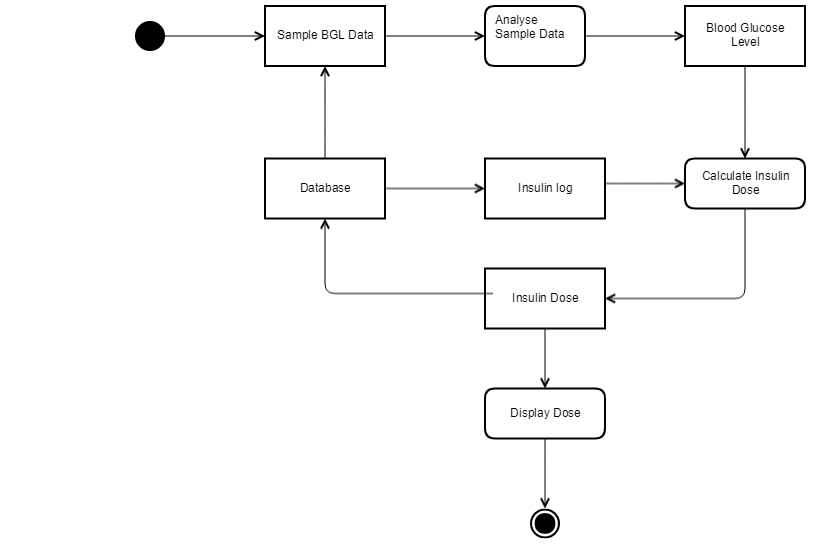 Sample BGL Data
Analyse
Sample Data
Blood Glucose
Level
Database
Insulin log
Calculate Insulin
Dose
Insulin Dose
Display Dose